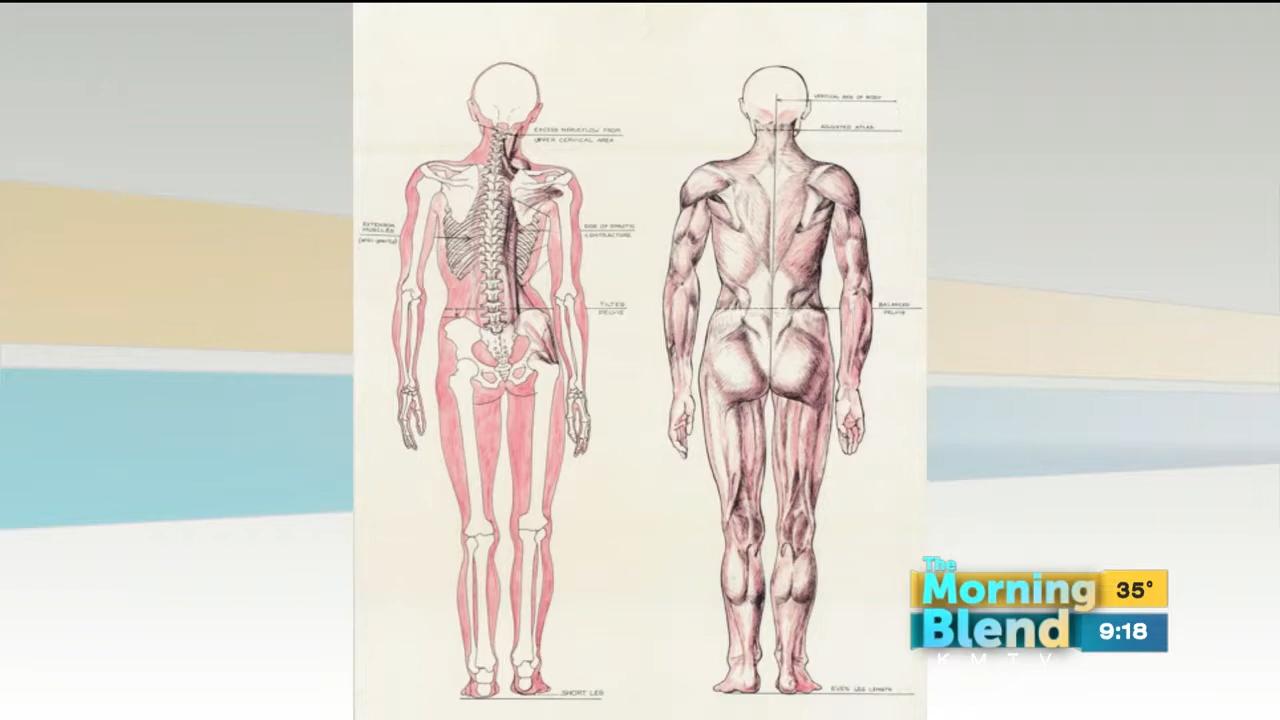 EXCESS NERVEFLOW FROM
UPPER CERVICAL AREA
EXTENSOR
MUSCLES
(anti-gravity)
SIDE OF SPASTIC
CONTRACTURE
TILTED
PELVIS
SHORT LEG
VERTICAL AXIS OF BODY
ADJUSTED ATLAS
BALANCED
PELVIS
EVEN LEG LENGTH
The
Morning
Blend
35°
9:18
KMTV